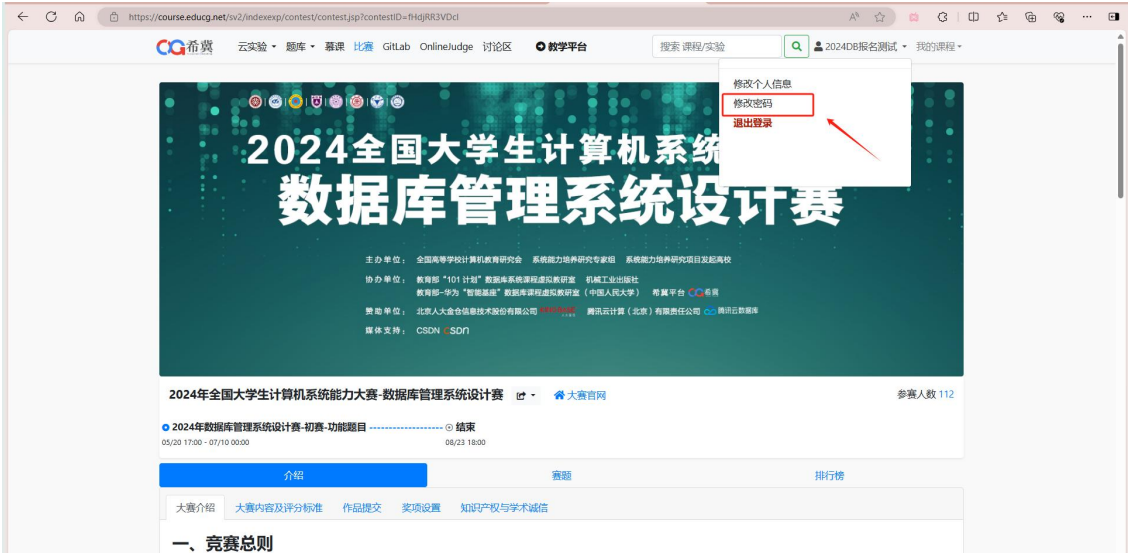 https://course.educg.net/sv2/indexexp/contest/contest.jsp?contestID=fHdjRR3VDcI
CG希冀 云实验 题库 慕课 比赛 GitLab OnlineJudge 讨论区 教学平台 搜索 课程/实验 2024DB报名测试 我的课程
修改个人信息
修改密码
退出登录
2024全国大学生计算机系统
数据库管理系统设计赛
主办单位： 全国高等学校计算机教育研究会 系统能力培养研究专家组 系统能力培养研究项目发起高校
协办单位： 教育部“101计划”数据库系统课程虚拟教研室 机械工业出版社
教育部-华为“智能基座”数据库课程虚拟教研室（中国人民大学） 希冀平台 CG希冀
赞助单位： 北京人大金仓信息技术股份有限公司 腾讯云计算（北京）有限责任公司 腾讯云数据库
媒体支持： CSDN CSDN
2024年全国大学生计算机系统能力大赛-数据库管理系统设计赛 大赛官网 参赛人数 112
2024年数据库管理系统设计赛-初赛-功能题目 ------------------ 结束
05/20 17:00 - 07/10 00:00 08/23 18:00
介绍 赛题 排行榜
大赛介绍 大赛内容及评分标准 作品提交 奖项设置 知识产权与学术诚信
一、竞赛总则